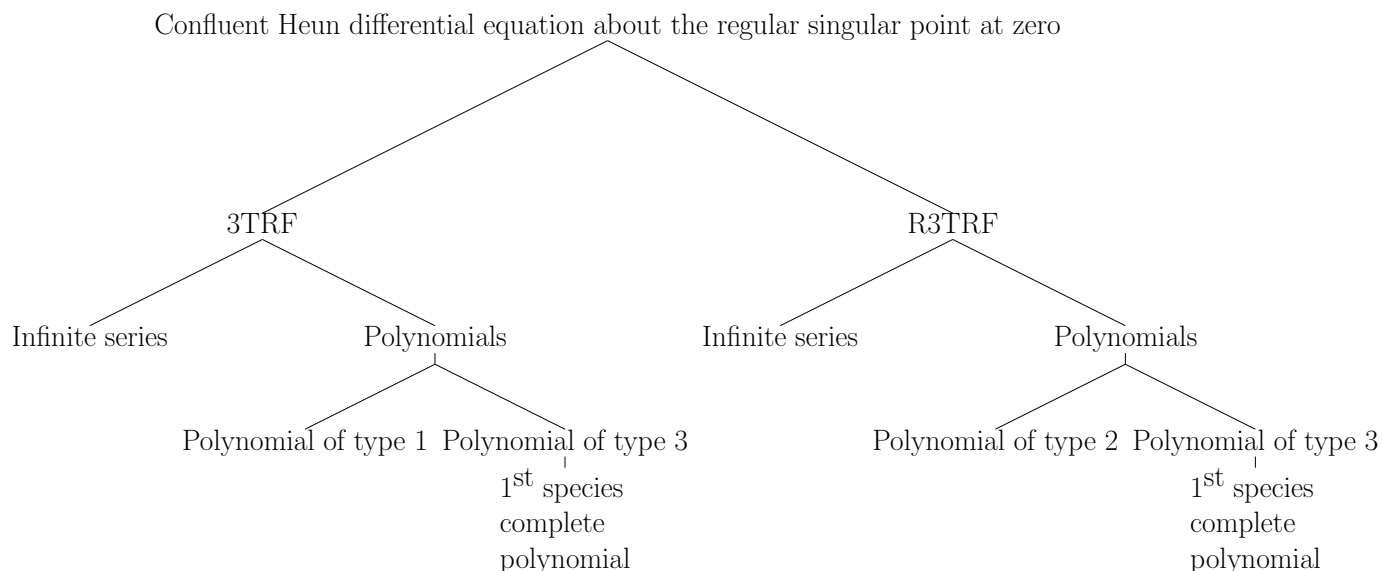 Confluent Heun differential equation about the regular singular point at zero
3TRF
R3TRF
Infinite series
Polynomials
Infinite series
Polynomials
Polynomial of type 1
Polynomial of type 3
Polynomial of type 2
Polynomial of type 3
1st species
complete
polynomial
1st species
complete
polynomial